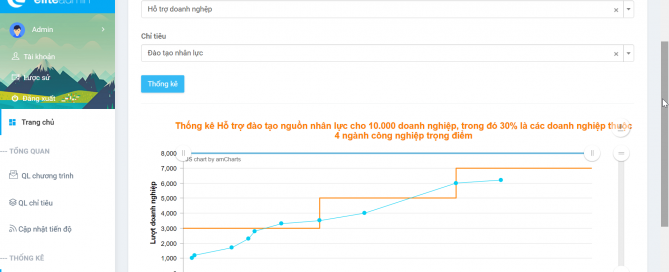 eliteadmin
Admin
Tài khoản
Lược sử
Đăng xuất
Trang chủ
TỔNG QUAN
QL chương trình
QL chỉ tiêu
Cập nhật tiến độ
THỐNG KÊ
Hỗ trợ doanh nghiệp
Chỉ tiêu
Đào tạo nhân lực
Thống kê
Thống kê Hỗ trợ đào tạo nguồn nhân lực cho 10.000 doanh nghiệp, trong đó 30% là các doanh nghiệp thuộc
4 ngành công nghiệp trọng điểm
JS chart by amCharts
Lượt doanh nghiệp
8,000
7,000
6,000
5,000
4,000
3,000
2,000
1,000